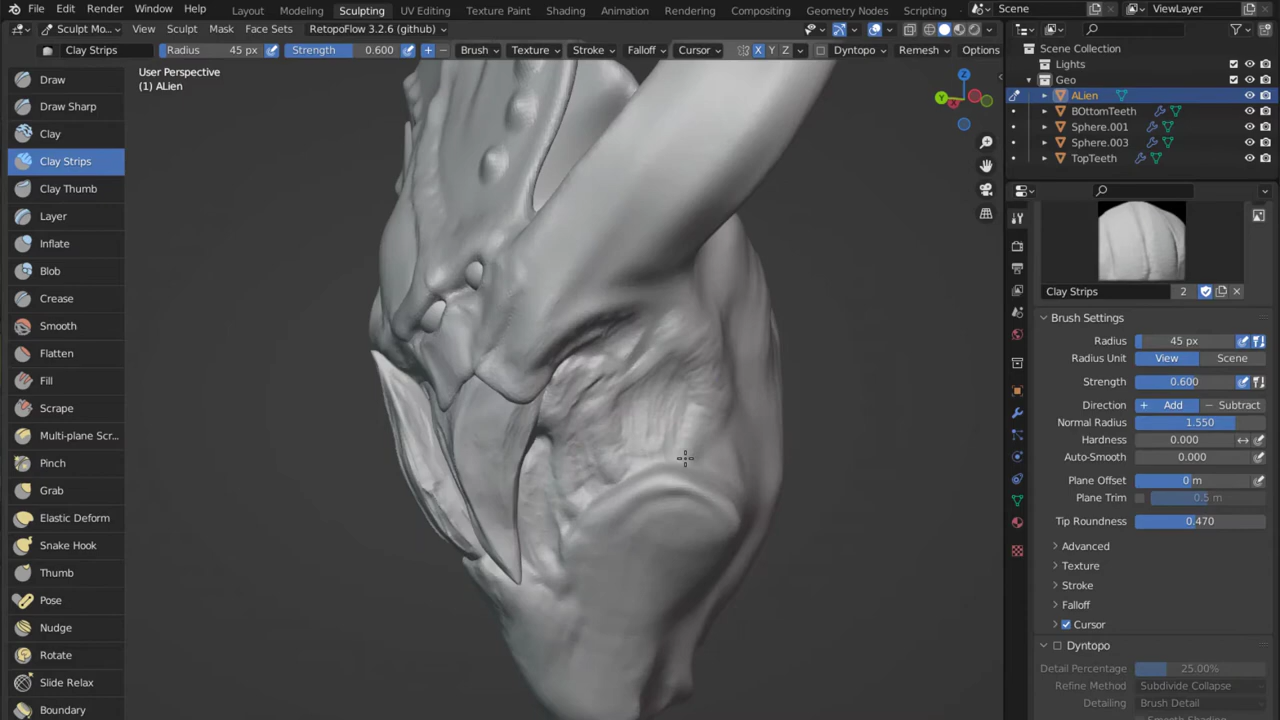 File Edit Render Window Help Layout Modeling Sculpting UV Editing Texture Paint Shading Animation Rendering Compositing Geometry Nodes Scripting Scene ViewLayer
Sculpt Mo... View Sculpt Mask Face Sets RetopoFlow 3.2.6 (github)
Clay Strips Radius 45 px Strength 0.600 + − Brush Texture Stroke Falloff Cursor X Y Z Dyntopo Remesh Options
User Perspective
(1) ALien
Draw
Draw Sharp
Clay
Clay Strips
Clay Thumb
Layer
Inflate
Blob
Crease
Smooth
Flatten
Fill
Scrape
Multi-plane Scr...
Pinch
Grab
Elastic Deform
Snake Hook
Thumb
Pose
Nudge
Rotate
Slide Relax
Boundary
Z
Y
X
Scene Collection
Lights
Geo
ALien
BOttomTeeth
Sphere.001
Sphere.003
TopTeeth
Clay Strips 2
Brush Settings
Radius 45 px
Radius Unit View Scene
Strength 0.600
Direction + Add − Subtract
Normal Radius 1.550
Hardness 0.000
Auto-Smooth 0.000
Plane Offset 0 m
Plane Trim 0.5 m
Tip Roundness 0.470
Advanced
Texture
Stroke
Falloff
Cursor
Dyntopo
Detail Percentage 25.00%
Refine Method Subdivide Collapse
Detailing Brush Detail
Smooth Shading